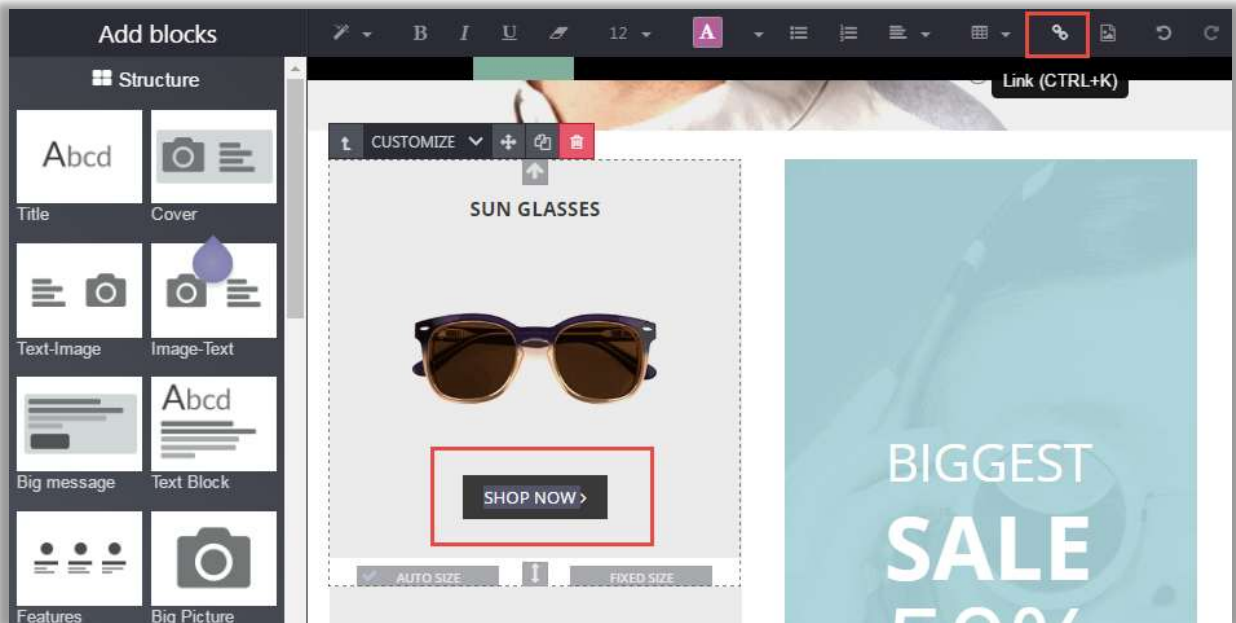 Add blocks
B I U 12 A
Link (CTRL+K)
Structure
Abcd
Title
Cover
Text-Image
Image-Text
Abcd
Big message
Text Block
Features
Big Picture
CUSTOMIZE
SUN GLASSES
SHOP NOW >
AUTO SIZE
FIXED SIZE
BIGGEST
SALE
50%